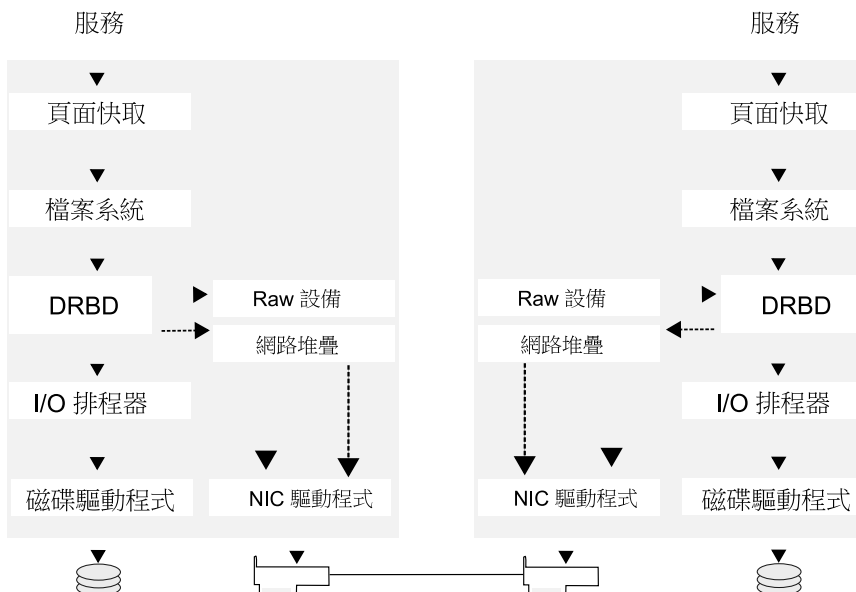 服務
服務
頁面快取
頁面快取
檔案系統
檔案系統
DRBD
Raw 設備
Raw 設備
DRBD
網路堆疊
網路堆疊
I/O 排程器
I/O 排程器
磁碟驅動程式
NIC 驅動程式
NIC 驅動程式
磁碟驅動程式